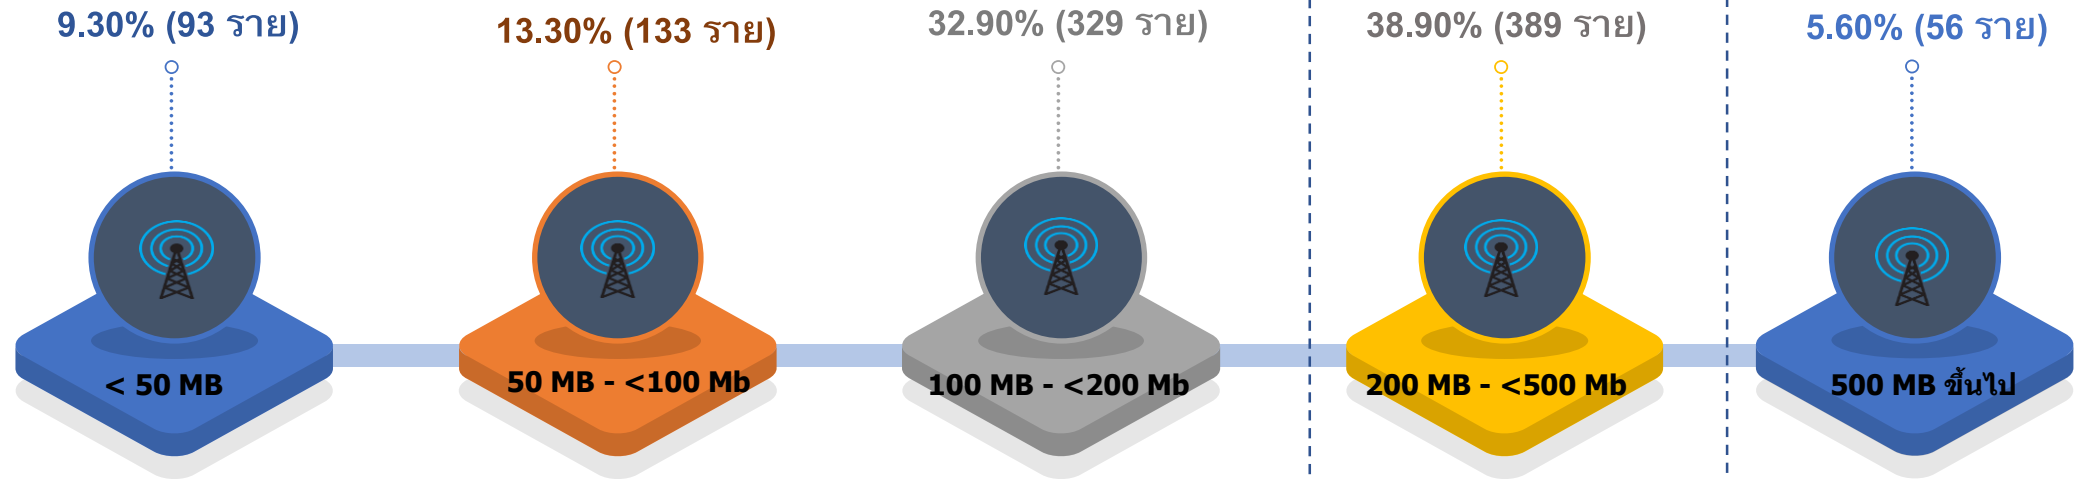 9.30% (93 ราย)
13.30% (133 ราย)
32.90% (329 ราย)
38.90% (389 ราย)
5.60% (56 ราย)
< 50 MB
50 MB - <100 Mb
100 MB - <200 Mb
200 MB - <500 Mb
500 MB ขึ้นไป